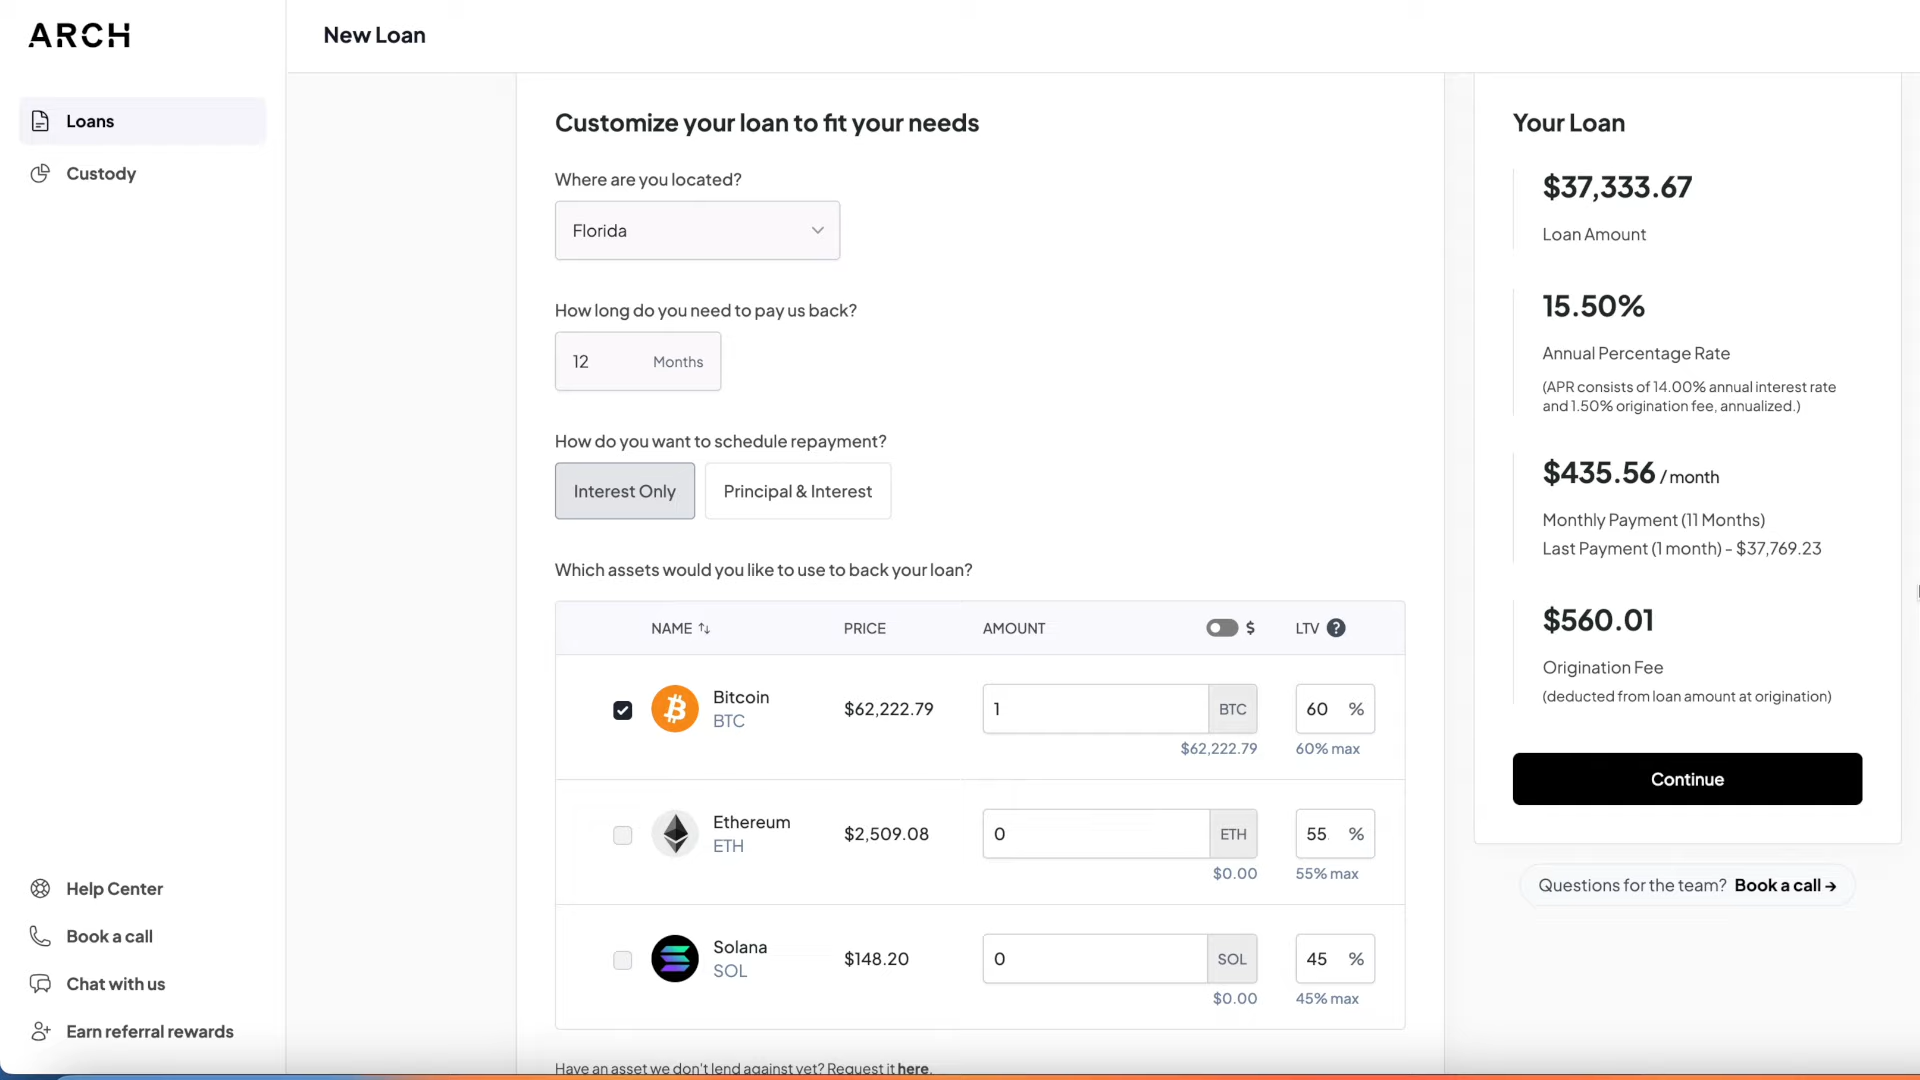 ARCH
New Loan
Loans
Custody
Help Center
Book a call
Chat with us
Earn referral rewards
Customize your loan to fit your needs
Where are you located?
Florida
How long do you need to pay us back?
12 Months
How do you want to schedule repayment?
Interest Only Principal & Interest
Which assets would you like to use to back your loan?
NAME PRICE AMOUNT $ LTV ?
Bitcoin
BTC
$62,222.79
1 BTC
60 %
$62,222.79
60% max
Ethereum
ETH
$2,509.08
0 ETH
55 %
$0.00
55% max
Solana
SOL
$148.20
0 SOL
45 %
$0.00
45% max
Have an asset we don't lend against yet? Request it here.
Your Loan
$37,333.67
Loan Amount
15.50%
Annual Percentage Rate
(APR consists of 14.00% annual interest rate
and 1.50% origination fee, annualized.)
$435.56 / month
Monthly Payment (11 Months)
Last Payment (1 month) - $37,769.23
$560.01
Origination Fee
(deducted from loan amount at origination)
Continue
Questions for the team? Book a call →